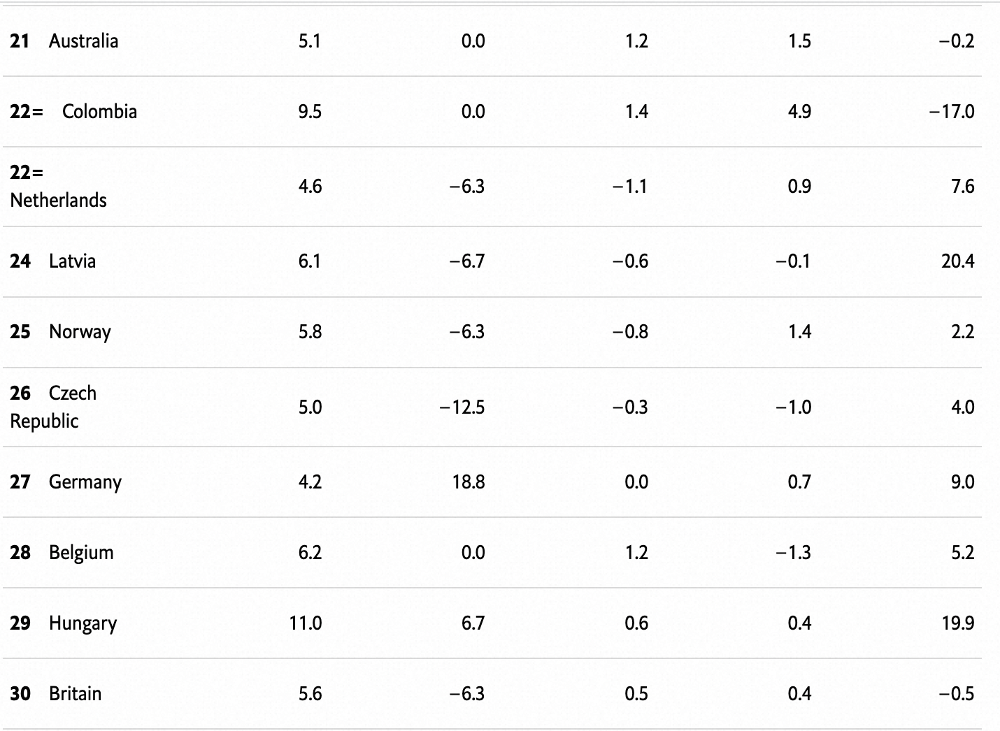 21 Australia 5.1 0.0 1.2 1.5 −0.2
22= Colombia 9.5 0.0 1.4 4.9 −17.0
22=
Netherlands 4.6 −6.3 −1.1 0.9 7.6
24 Latvia 6.1 −6.7 −0.6 −0.1 20.4
25 Norway 5.8 −6.3 −0.8 1.4 2.2
26 Czech
Republic 5.0 −12.5 −0.3 −1.0 4.0
27 Germany 4.2 18.8 0.0 0.7 9.0
28 Belgium 6.2 0.0 1.2 −1.3 5.2
29 Hungary 11.0 6.7 0.6 0.4 19.9
30 Britain 5.6 −6.3 0.5 0.4 −0.5